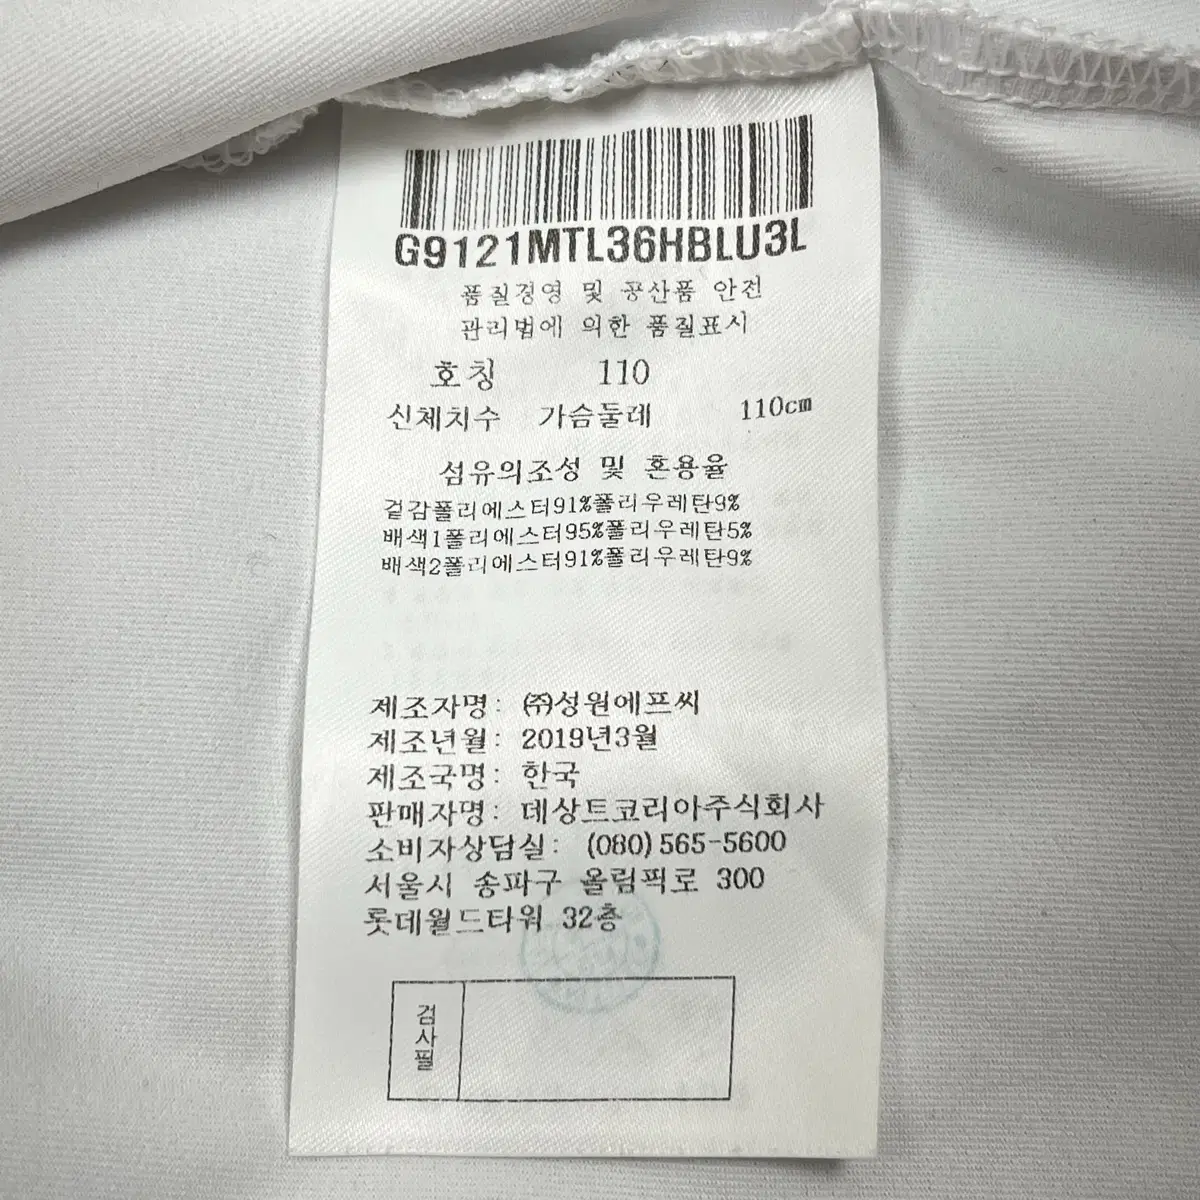 G9121MTL36HBLU3L
품질경영 및 공산품 안전
관리법에 의한 품질표시
호칭 110
신체치수 가슴둘레 110cm
섬유의조성 및 혼용율
겉감폴리에스터91%폴리우레탄9%
배색1폴리에스터95%폴리우레탄5%
배색2폴리에스터91%폴리우레탄9%
제조자명: ㈜성원에프씨
제조년월: 2019년3월
제조국명: 한국
판매자명: 데상트코리아주식회사
소비자상담실: (080)565-5600
서울시 송파구 올림픽로 300
롯데월드타워 32층
검사필